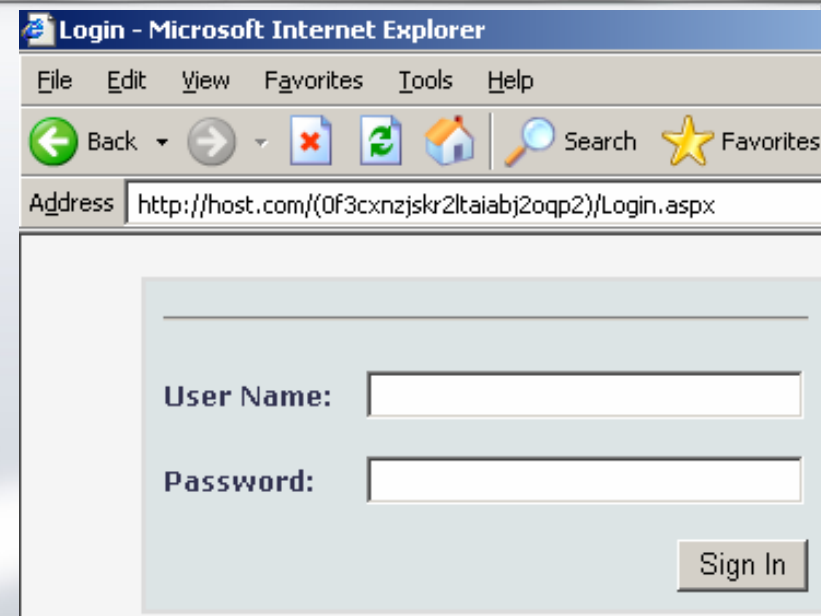 Login - Microsoft Internet Explorer
File Edit View Favorites Tools Help
Back Search Favorites
Address http://host.com/(0f3cxnzjskr2ltaiabj2oqp2)/Login.aspx
User Name:
Password:
Sign In